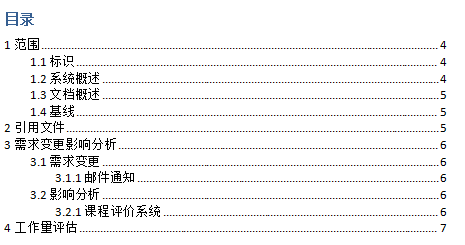 目录
1 范围 4
1.1 标识 4
1.2 系统概述 4
1.3 文档概述 5
1.4 基线 5
2 引用文件 5
3 需求变更影响分析 6
3.1 需求变更 6
3.1.1 邮件通知 6
3.2 影响分析 6
3.2.1 课程评价系统 6
4 工作量评估 7